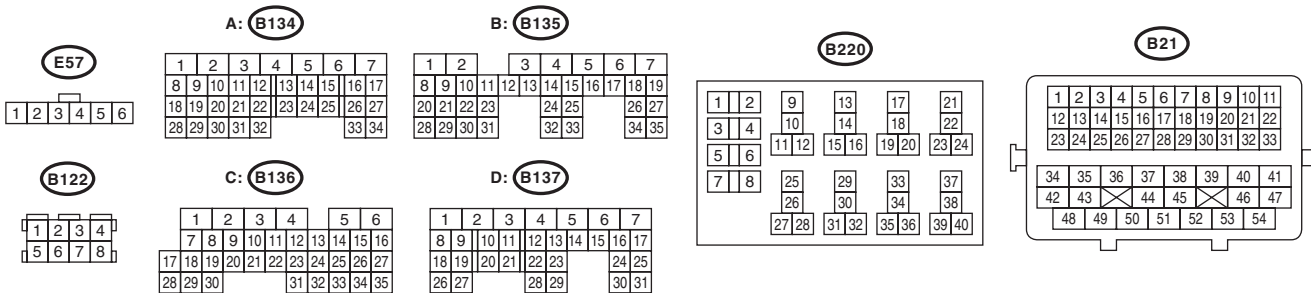 E57
1 2 3 4 5 6
B122
1 2 3 4
5 6 7 8
A: B134
1 2 3 4 5 6 7
8 9 10 11 12 13 14 15 16 17
18 19 20 21 22 23 24 25 26 27
28 29 30 31 32 33 34
C: B136
1 2 3 4 5 6
7 8 9 10 11 12 13 14 15 16
17 18 19 20 21 22 23 24 25 26 27
28 29 30 31 32 33 34 35
B: B135
1 2 3 4 5 6 7
8 9 10 11 12 13 14 15 16 17 18 19
20 21 22 23 24 25 26 27
28 29 30 31 32 33 34 35
D: B137
1 2 3 4 5 6 7
8 9 10 11 12 13 14 15 16 17
18 19 20 21 22 23 24 25
26 27 28 29 30 31
B220
1 2 9 13 17 21
3 4 10 14 18 22
5 6 11 12 15 16 19 20 23 24
7 8 25 29 33 37
26 30 34 38
27 28 31 32 35 36 39 40
B21
1 2 3 4 5 6 7 8 9 10 11
12 13 14 15 16 17 18 19 20 21 22
23 24 25 26 27 28 29 30 31 32 33
34 35 36 37 38 39 40 41
42 43 44 45 46 47
48 49 50 51 52 53 54